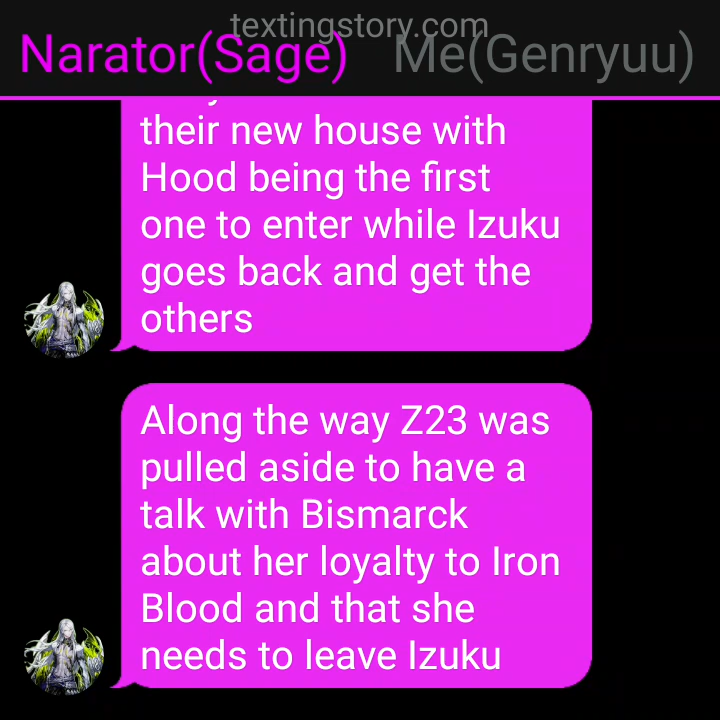 textingstory.com
Narator(Sage) Me(Genryuu)
their new house with
Hood being the first
one to enter while Izuku
goes back and get the
others
Along the way Z23 was
pulled aside to have a
talk with Bismarck
about her loyalty to Iron
Blood and that she
needs to leave Izuku